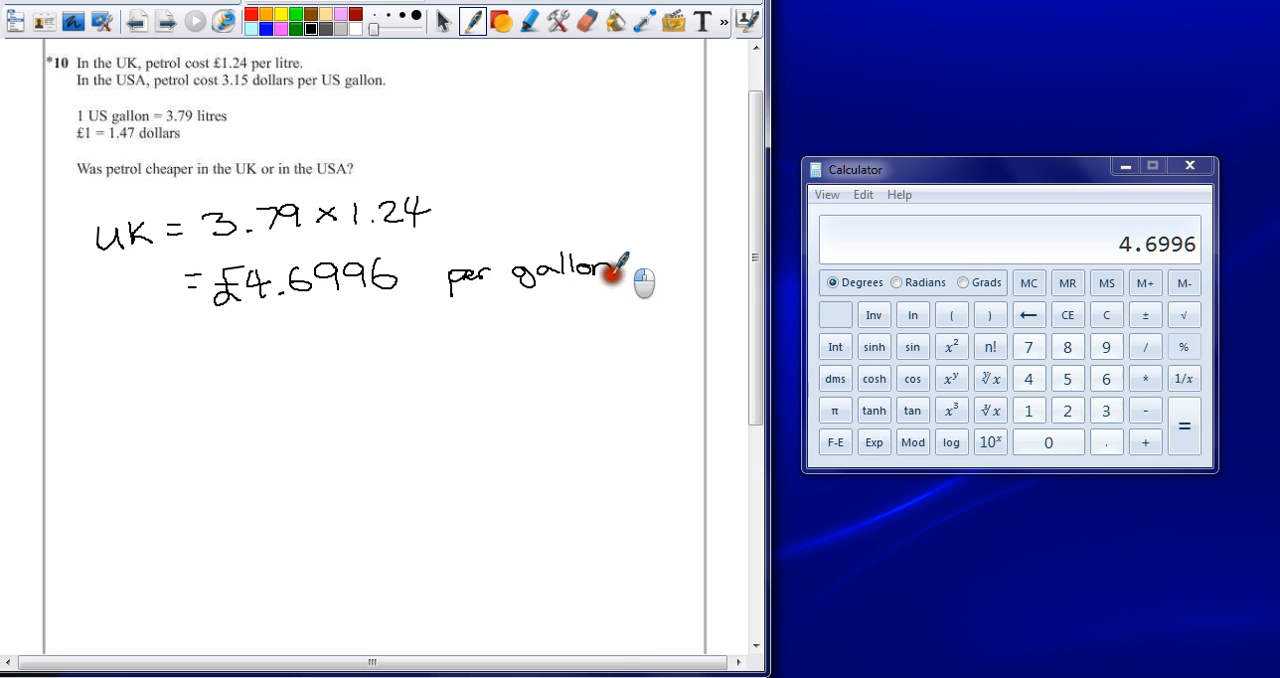 *10 In the UK, petrol cost £1.24 per litre.
In the USA, petrol cost 3.15 dollars per US gallon.
1 US gallon = 3.79 litres
£1 = 1.47 dollars
Was petrol cheaper in the UK or in the USA?
UK = 3.79 × 1.24
= £4.6996 per gallon
T »
Calculator
View Edit Help
4.6996
Degrees Radians Grads MC MR MS M+ M-
Inv ln ( ) ← CE C ± √
Int sinh sin x² n! 7 8 9 / %
dms cosh cos xʸ ʸ√x 4 5 6 * 1/x
π tanh tan x³ ³√x 1 2 3 - =
F-E Exp Mod log 10ˣ 0 . +